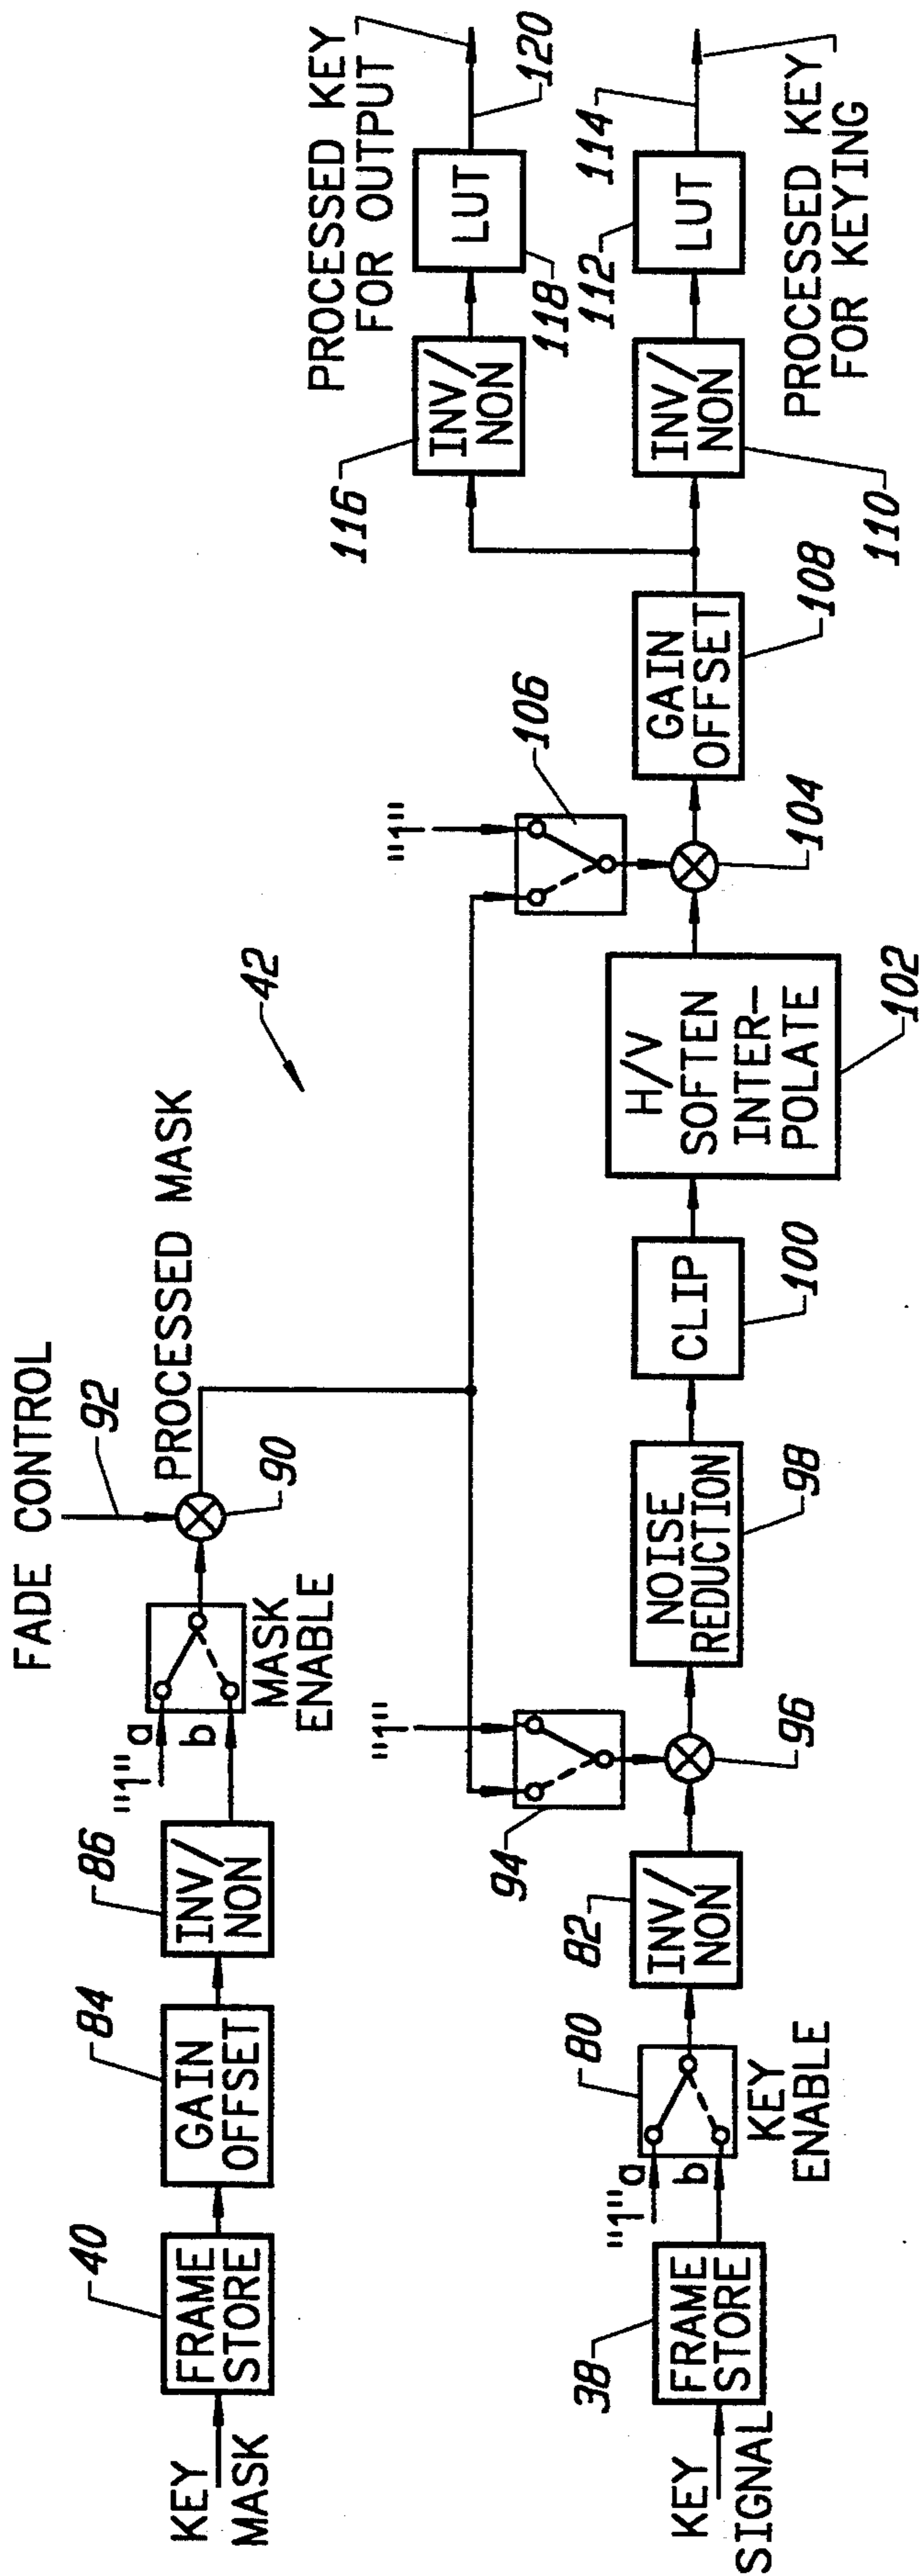 FADE CONTROL
92
PROCESSED MASK
90
42
KEY
MASK
40
FRAME
STORE
84
GAIN
OFFSET
86
INV/
NON
"1"
a
b
MASK
ENABLE
"1"
94
"1"
106
KEY
SIGNAL
38
FRAME
STORE
"1"
a
b
80
KEY
ENABLE
82
INV/
NON
96
NOISE
REDUCTION
98
CLIP
100
H/V
SOFTEN
INTER-
POLATE
102
104
GAIN
OFFSET
108
116
INV/
NON
LUT
118
120
PROCESSED KEY
FOR OUTPUT
INV/
NON
110
112
LUT
114
PROCESSED KEY
FOR KEYING